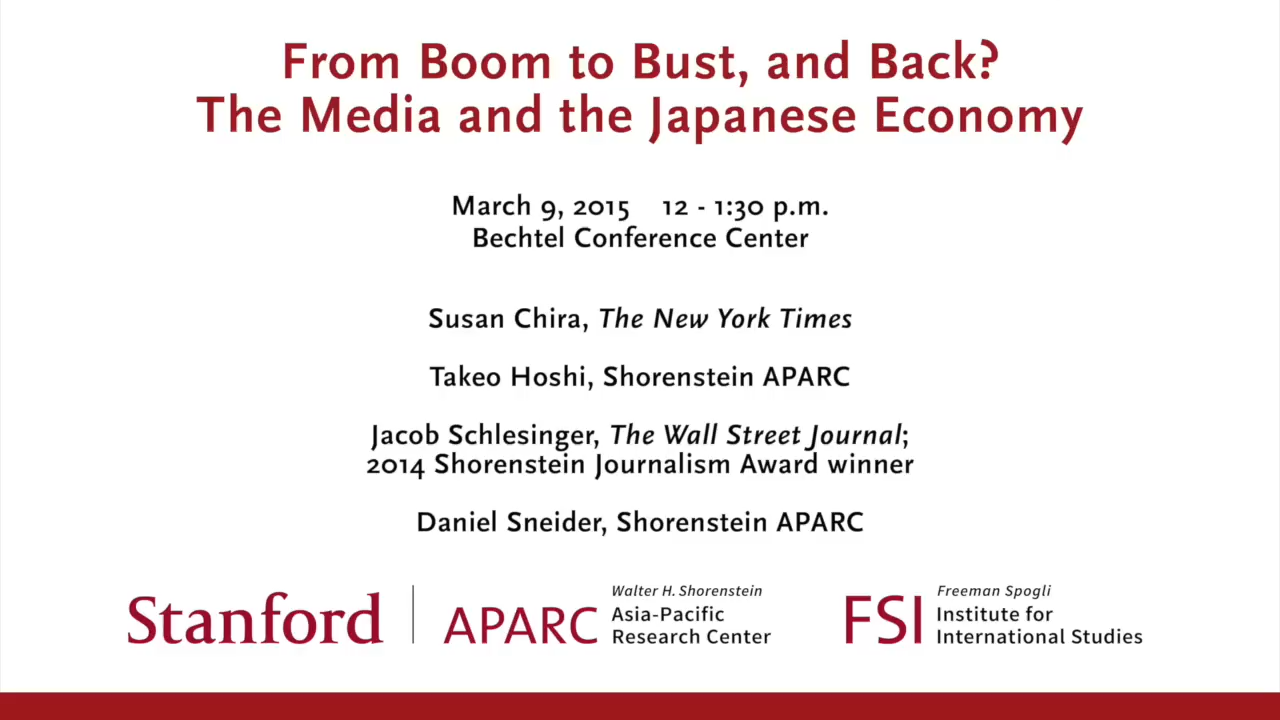 From Boom to Bust, and Back?
The Media and the Japanese Economy
March 9, 2015 12 - 1:30 p.m.
Bechtel Conference Center
Susan Chira, The New York Times
Takeo Hoshi, Shorenstein APARC
Jacob Schlesinger, The Wall Street Journal;
2014 Shorenstein Journalism Award winner
Daniel Sneider, Shorenstein APARC
Stanford
APARC
Walter H. Shorenstein
Asia-Pacific
Research Center
FSI
Freeman Spogli
Institute for
International Studies